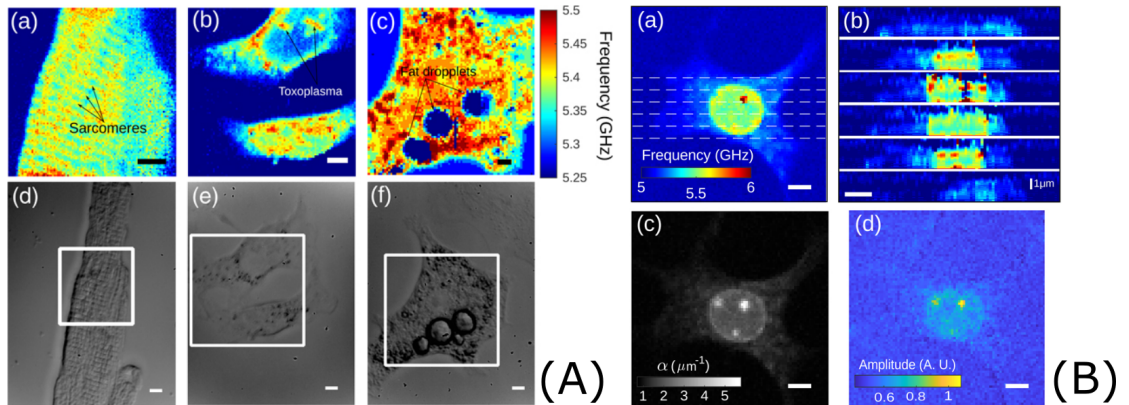 (a)
(b)
(c)
Sarcomeres
Toxoplasma
Fat dropplets
5.5
5.45
5.4
5.35
5.3
5.25
Frequency (GHz)
(d)
(e)
(f)
(A)
(a)
(b)
Frequency (GHz)
5
5.5
6
1μm
(c)
(d)
α (μm⁻¹)
1 2 3 4 5
Amplitude (A. U.)
0.6 0.8 1
(B)